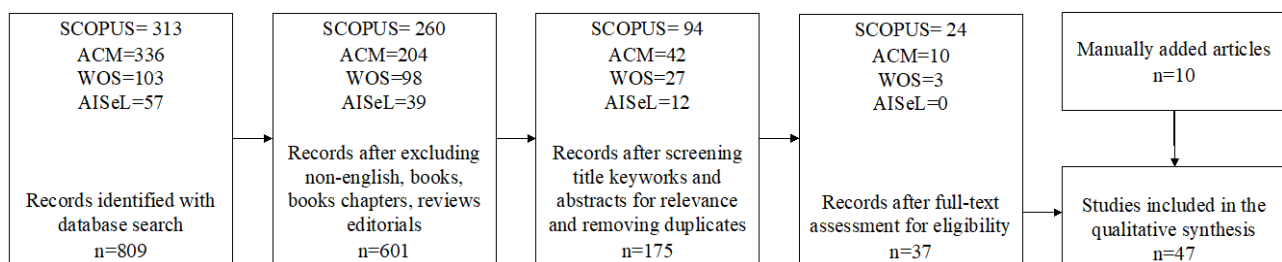 SCOPUS= 313
ACM=336
WOS=103
AISeL=57
Records identified with
database search
n=809
SCOPUS= 260
ACM=204
WOS=98
AISeL=39
Records after excluding
non-english, books,
books chapters, reviews
editorials
n=601
SCOPUS= 94
ACM=42
WOS=27
AISeL=12
Records after screening
title keyworks and
abstracts for relevance
and removing duplicates
n=175
SCOPUS= 24
ACM=10
WOS=3
AISeL=0
Records after full-text
assessment for eligibility
n=37
Manually added articles
n=10
Studies included in the
qualitative synthesis
n=47